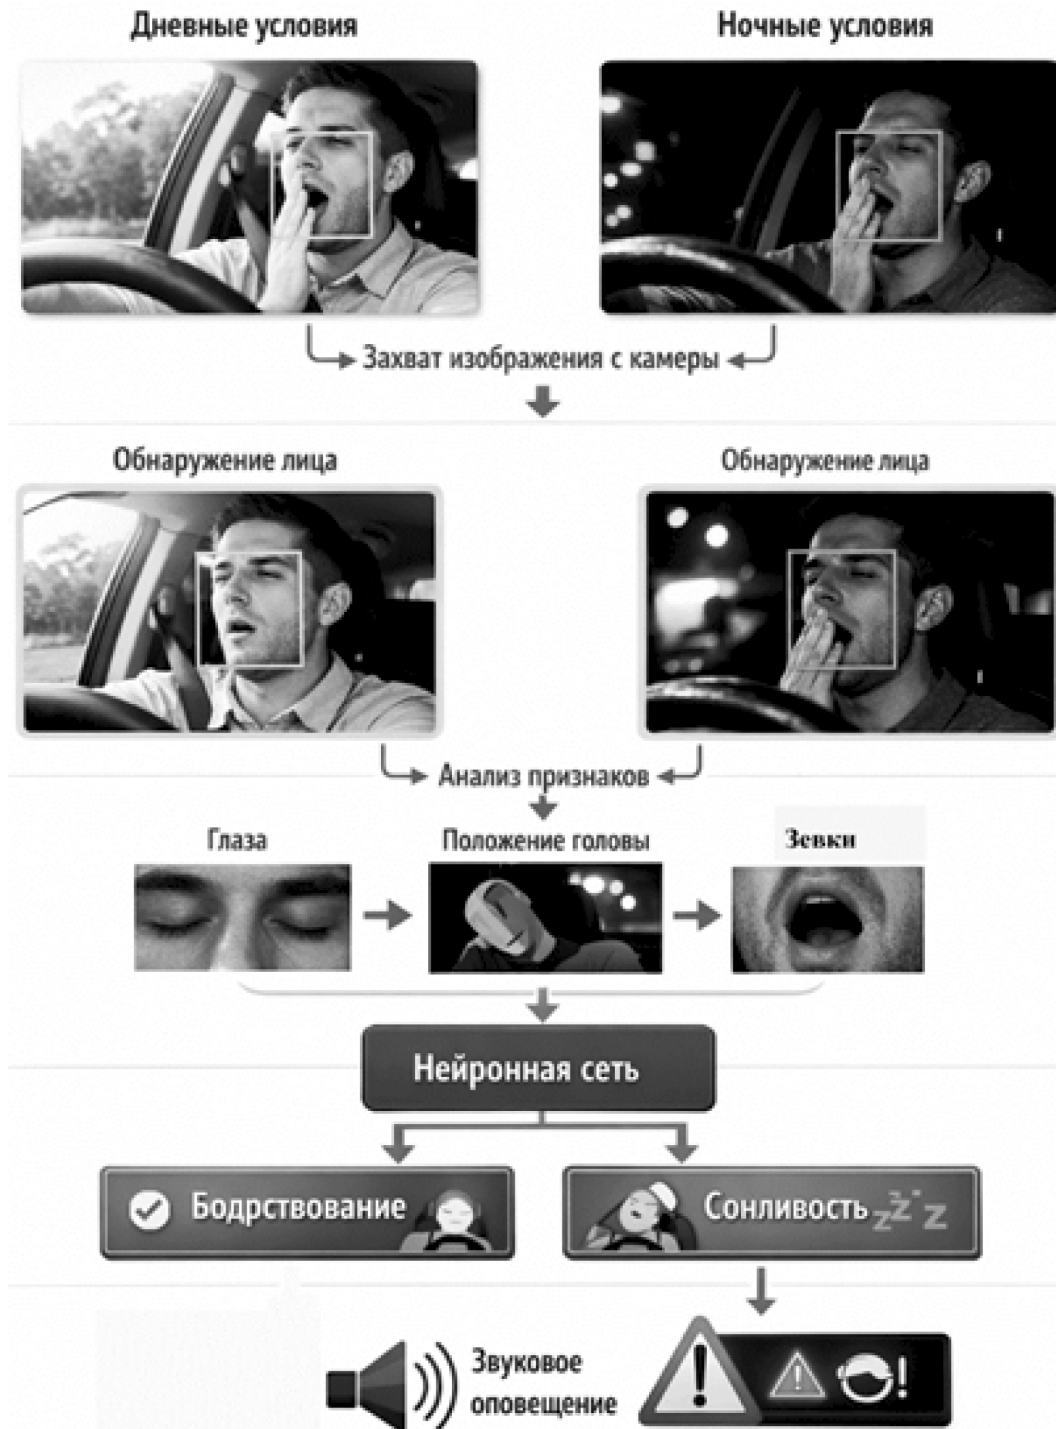 Дневные условия
Ночные условия
Захват изображения с камеры
Обнаружение лица
Обнаружение лица
Анализ признаков
Глаза
Положение головы
Зевки
Нейронная сеть
Бодрствование
Сонливость zzz z
Звуковое
оповещение
!
! !